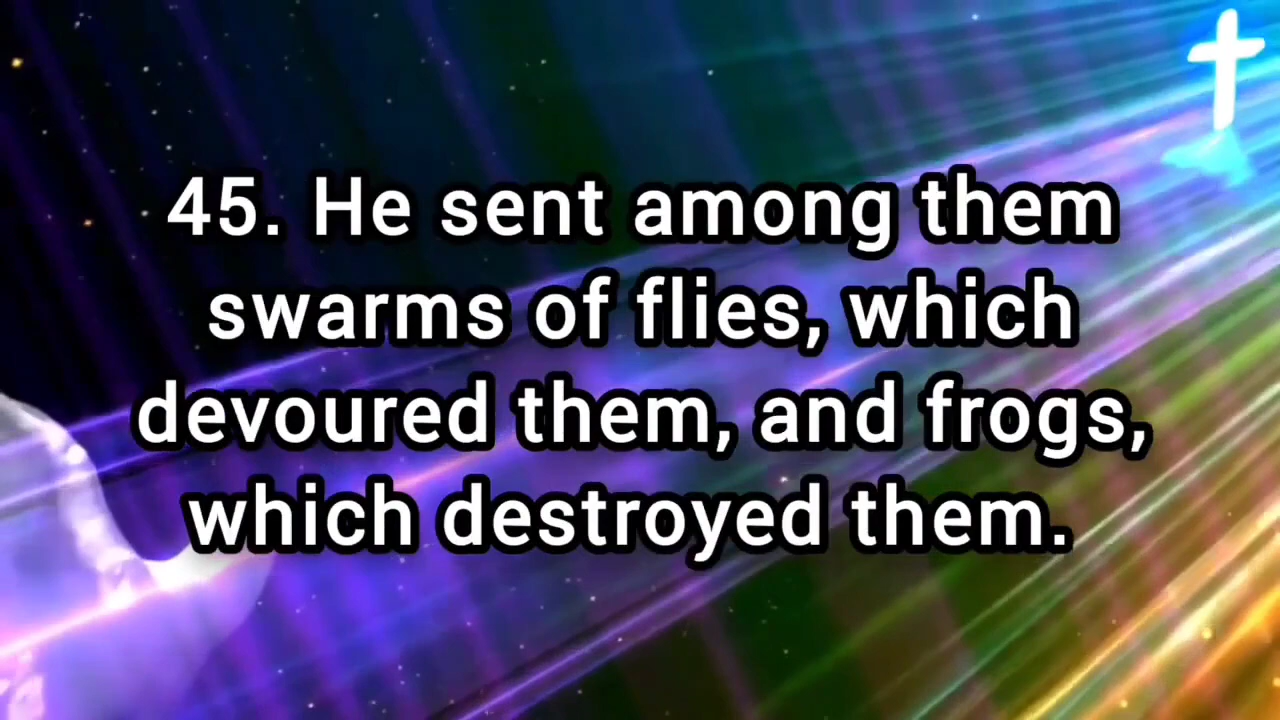 45. He sent among them
swarms of flies, which
devoured them, and frogs,
which destroyed them.